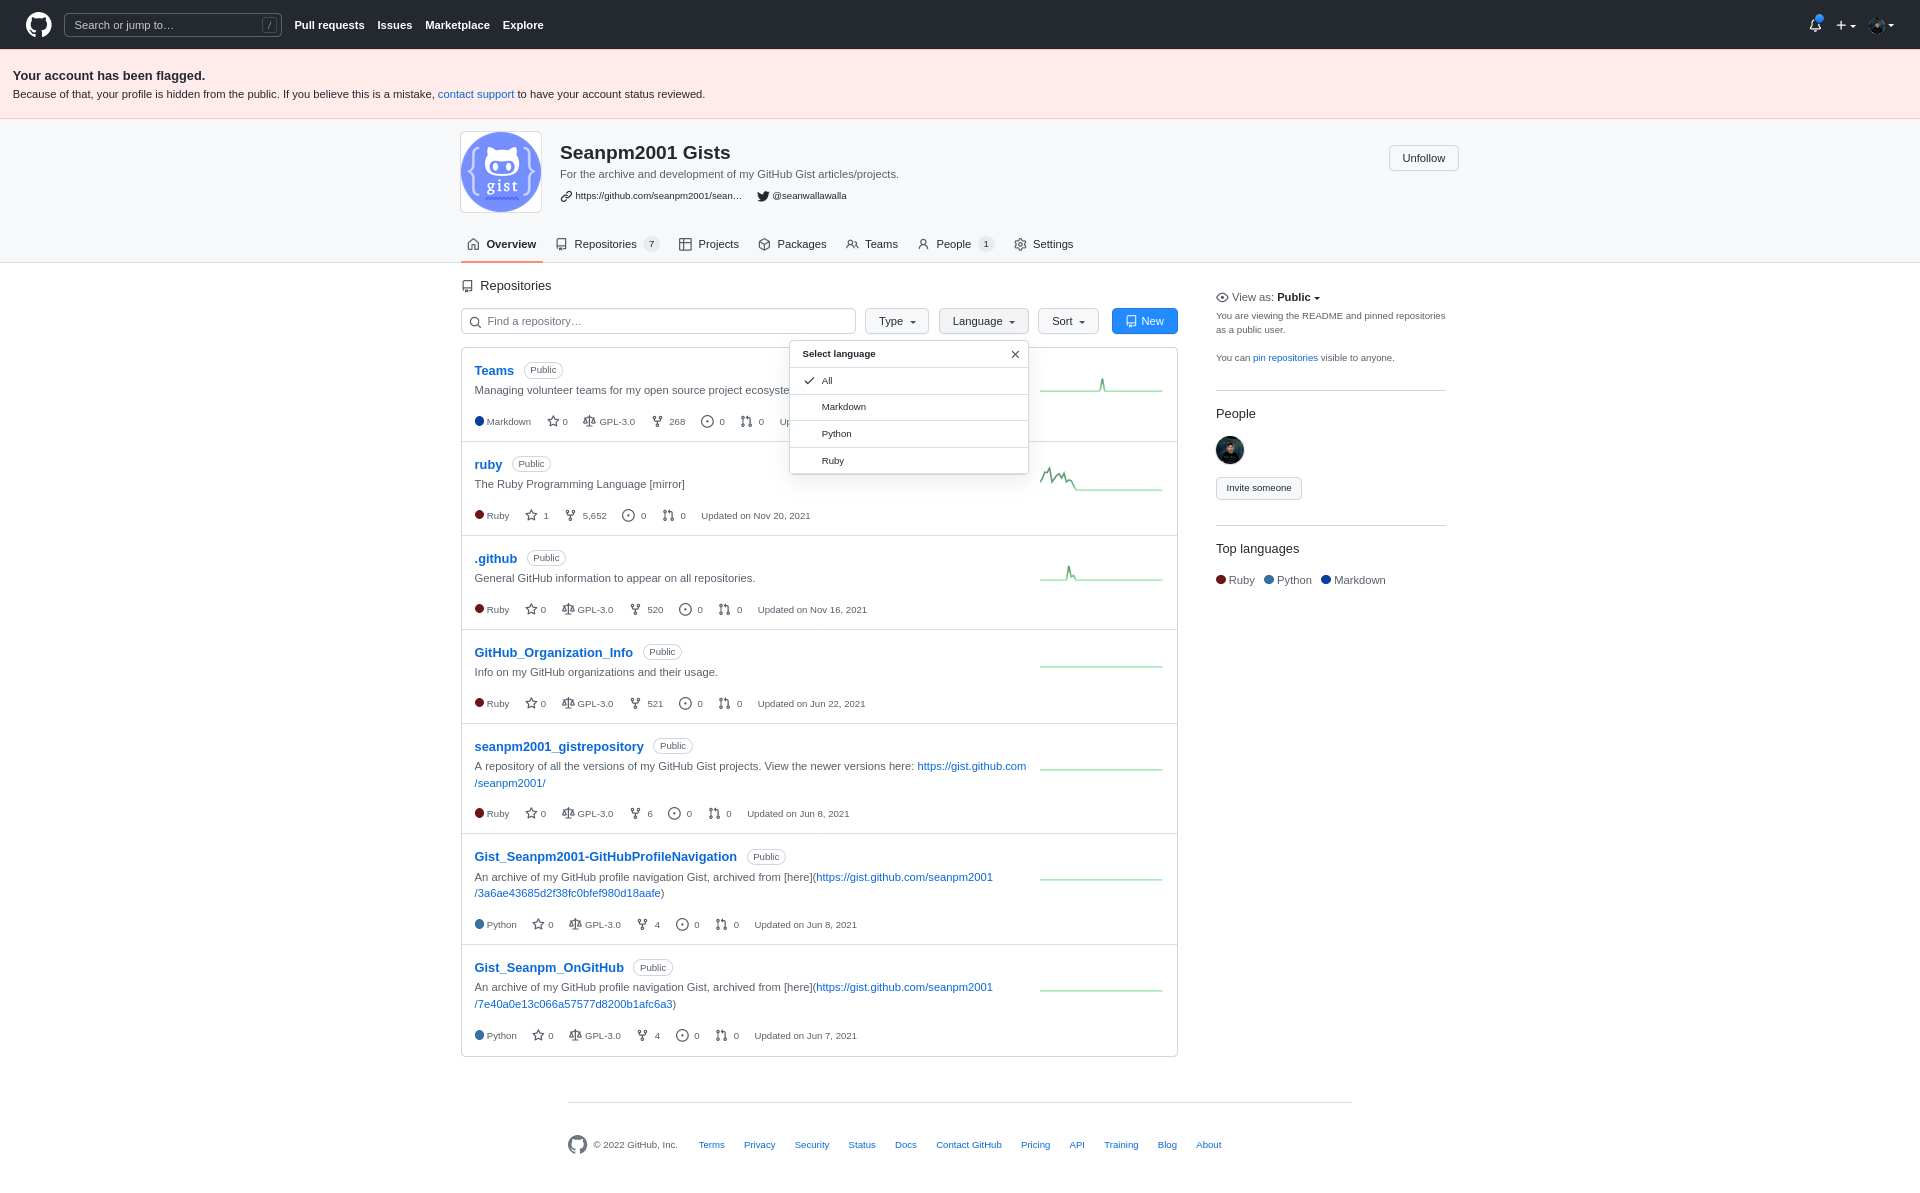 Search or jump to… /
Pull requests Issues Marketplace Explore
Your account has been flagged.
Because of that, your profile is hidden from the public. If you believe this is a mistake, contact support to have your account status reviewed.
gist
Seanpm2001 Gists
For the archive and development of my GitHub Gist articles/projects.
https://github.com/seanpm2001/sean… @seanwallawalla
Unfollow
Overview Repositories 7 Projects Packages Teams People 1 Settings
Repositories
Find a repository… Type Language Sort New
Select language
All
Markdown
Python
Ruby
Teams Public
Managing volunteer teams for my open source project ecosyste
Markdown 0 GPL-3.0 268 0 0 Up
ruby Public
The Ruby Programming Language [mirror]
Ruby 1 5,652 0 0 Updated on Nov 20, 2021
.github Public
General GitHub information to appear on all repositories.
Ruby 0 GPL-3.0 520 0 0 Updated on Nov 16, 2021
GitHub_Organization_Info Public
Info on my GitHub organizations and their usage.
Ruby 0 GPL-3.0 521 0 0 Updated on Jun 22, 2021
seanpm2001_gistrepository Public
A repository of all the versions of my GitHub Gist projects. View the newer versions here: https://gist.github.com
/seanpm2001/
Ruby 0 GPL-3.0 6 0 0 Updated on Jun 8, 2021
Gist_Seanpm2001-GitHubProfileNavigation Public
An archive of my GitHub profile navigation Gist, archived from [here](https://gist.github.com/seanpm2001
/3a6ae43685d2f38fc0bfef980d18aafe)
Python 0 GPL-3.0 4 0 0 Updated on Jun 8, 2021
Gist_Seanpm_OnGitHub Public
An archive of my GitHub profile navigation Gist, archived from [here](https://gist.github.com/seanpm2001
/7e40a0e13c066a57577d8200b1afc6a3)
Python 0 GPL-3.0 4 0 0 Updated on Jun 7, 2021
View as: Public
You are viewing the README and pinned repositories
as a public user.
You can pin repositories visible to anyone.
People
Invite someone
Top languages
Ruby Python Markdown
© 2022 GitHub, Inc. Terms Privacy Security Status Docs Contact GitHub Pricing API Training Blog About